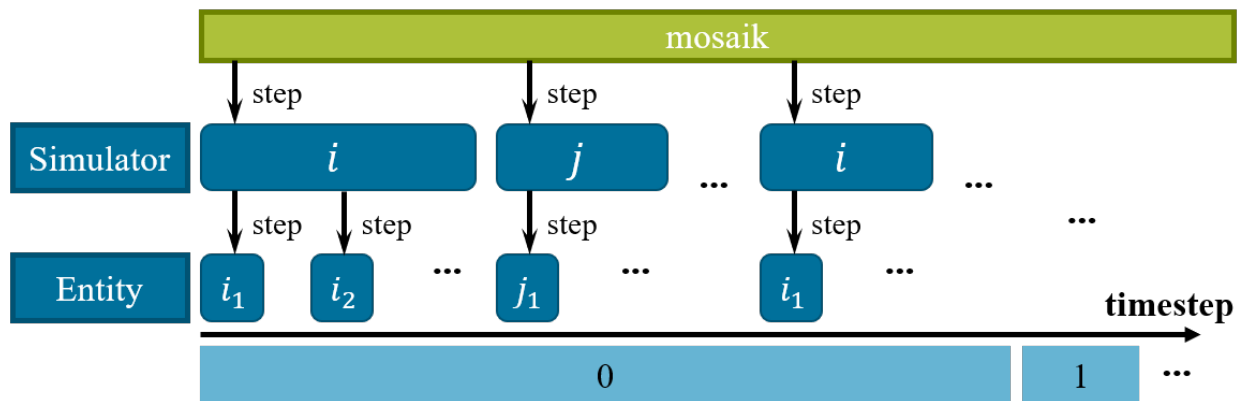 mosaik
step step step
Simulator i j ... i ...
...
step step step step
Entity i₁ i₂ ... j₁ ... i₁ ...
timestep
0 1 ...